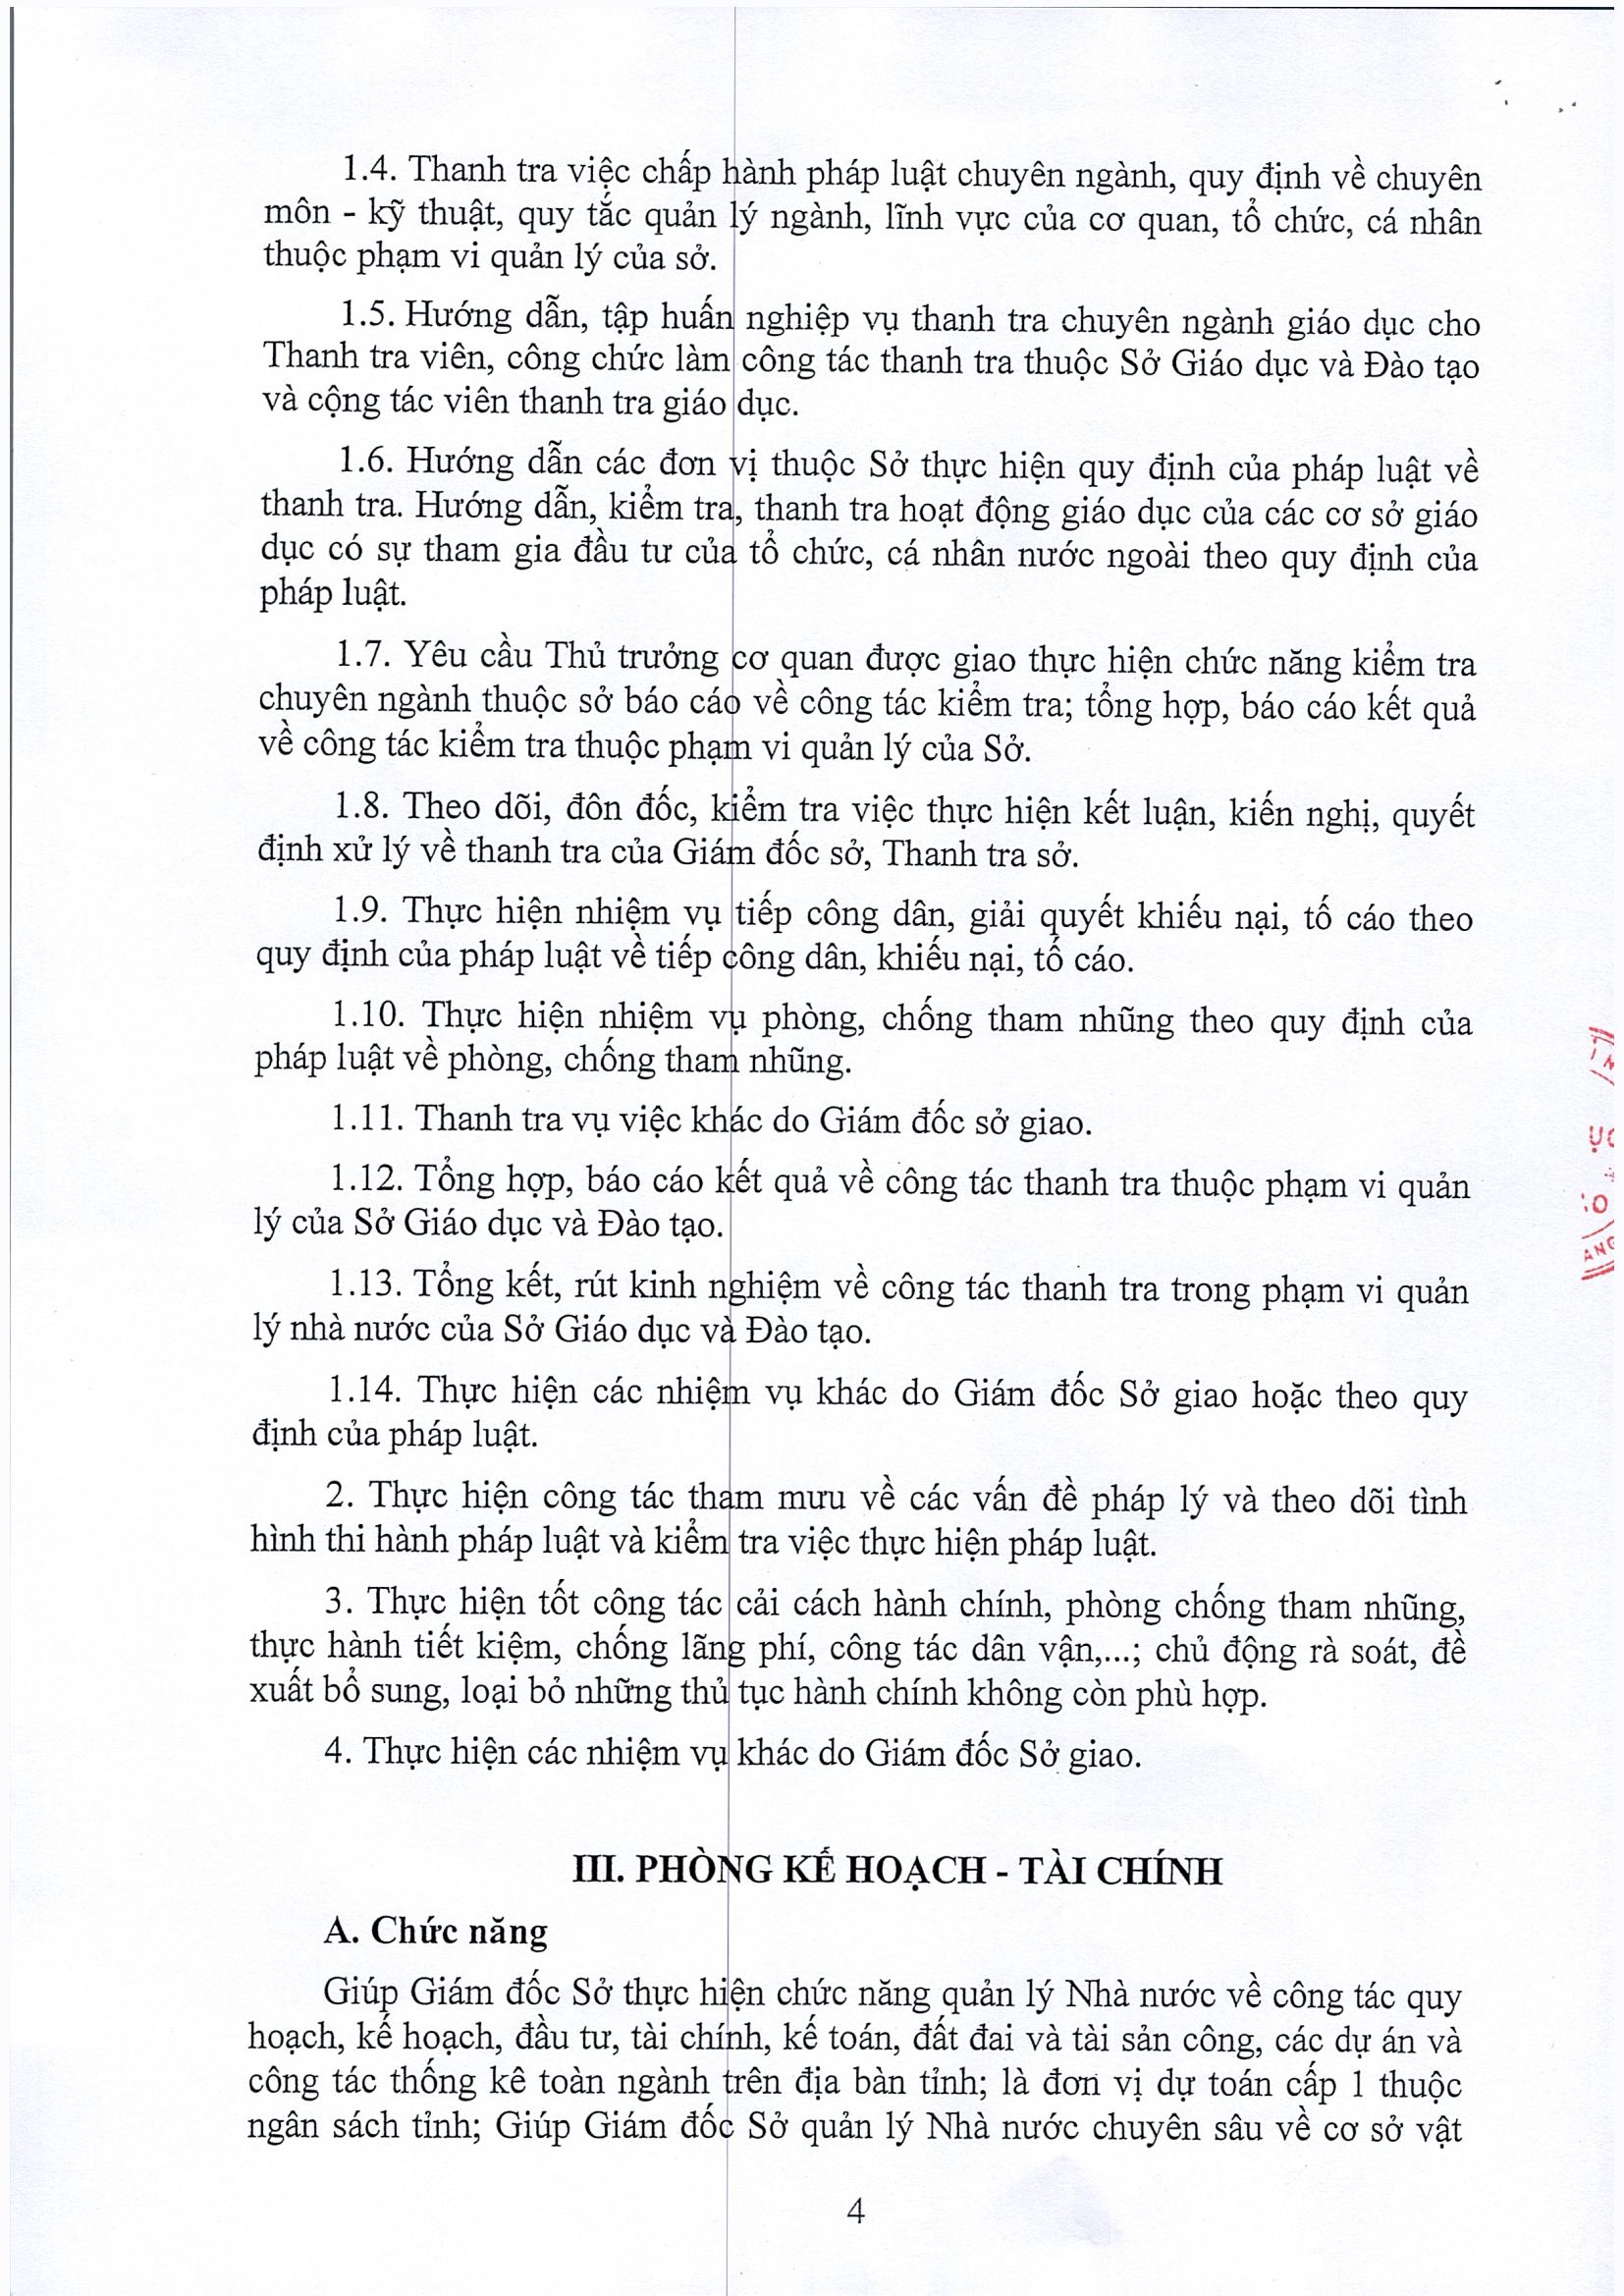 1.4. Thanh tra việc chấp hành pháp luật chuyên ngành, quy định về chuyên
môn - kỹ thuật, quy tắc quản lý ngành, lĩnh vực của cơ quan, tổ chức, cá nhân
thuộc phạm vi quản lý của sở.
1.5. Hướng dẫn, tập huấn nghiệp vụ thanh tra chuyên ngành giáo dục cho
Thanh tra viên, công chức làm công tác thanh tra thuộc Sở Giáo dục và Đào tạo
và cộng tác viên thanh tra giáo dục.
1.6. Hướng dẫn các đơn vị thuộc Sở thực hiện quy định của pháp luật về
thanh tra. Hướng dẫn, kiểm tra, thanh tra hoạt động giáo dục của các cơ sở giáo
dục có sự tham gia đầu tư của tổ chức, cá nhân nước ngoài theo quy định của
pháp luật.
1.7. Yêu cầu Thủ trưởng cơ quan được giao thực hiện chức năng kiểm tra
chuyên ngành thuộc sở báo cáo về công tác kiểm tra; tổng hợp, báo cáo kết quả
về công tác kiểm tra thuộc phạm vi quản lý của Sở.
1.8. Theo dõi, đôn đốc, kiểm tra việc thực hiện kết luận, kiến nghị, quyết
định xử lý về thanh tra của Giám đốc sở, Thanh tra sở.
1.9. Thực hiện nhiệm vụ tiếp công dân, giải quyết khiếu nại, tố cáo theo
quy định của pháp luật về tiếp công dân, khiếu nại, tố cáo.
1.10. Thực hiện nhiệm vụ phòng, chống tham nhũng theo quy định của
pháp luật về phòng, chống tham nhũng.
1.11. Thanh tra vụ việc khác do Giám đốc sở giao.
1.12. Tổng hợp, báo cáo kết quả về công tác thanh tra thuộc phạm vi quản
lý của Sở Giáo dục và Đào tạo.
1.13. Tổng kết, rút kinh nghiệm về công tác thanh tra trong phạm vi quản
lý nhà nước của Sở Giáo dục và Đào tạo.
1.14. Thực hiện các nhiệm vụ khác do Giám đốc Sở giao hoặc theo quy
định của pháp luật.
2. Thực hiện công tác tham mưu về các vấn đề pháp lý và theo dõi tình
hình thi hành pháp luật và kiểm tra việc thực hiện pháp luật.
3. Thực hiện tốt công tác cải cách hành chính, phòng chống tham nhũng,
thực hành tiết kiệm, chống lãng phí, công tác dân vận,...; chủ động rà soát, đề
xuất bổ sung, loại bỏ những thủ tục hành chính không còn phù hợp.
4. Thực hiện các nhiệm vụ khác do Giám đốc Sở giao.
III. PHÒNG KẾ HOẠCH - TÀI CHÍNH
A. Chức năng
Giúp Giám đốc Sở thực hiện chức năng quản lý Nhà nước về công tác quy
hoạch, kế hoạch, đầu tư, tài chính, kế toán, đất đai và tài sản công, các dự án và
công tác thống kê toàn ngành trên địa bàn tỉnh; là đơn vị dự toán cấp 1 thuộc
ngân sách tỉnh; Giúp Giám đốc Sở quản lý Nhà nước chuyên sâu về cơ sở vật
4